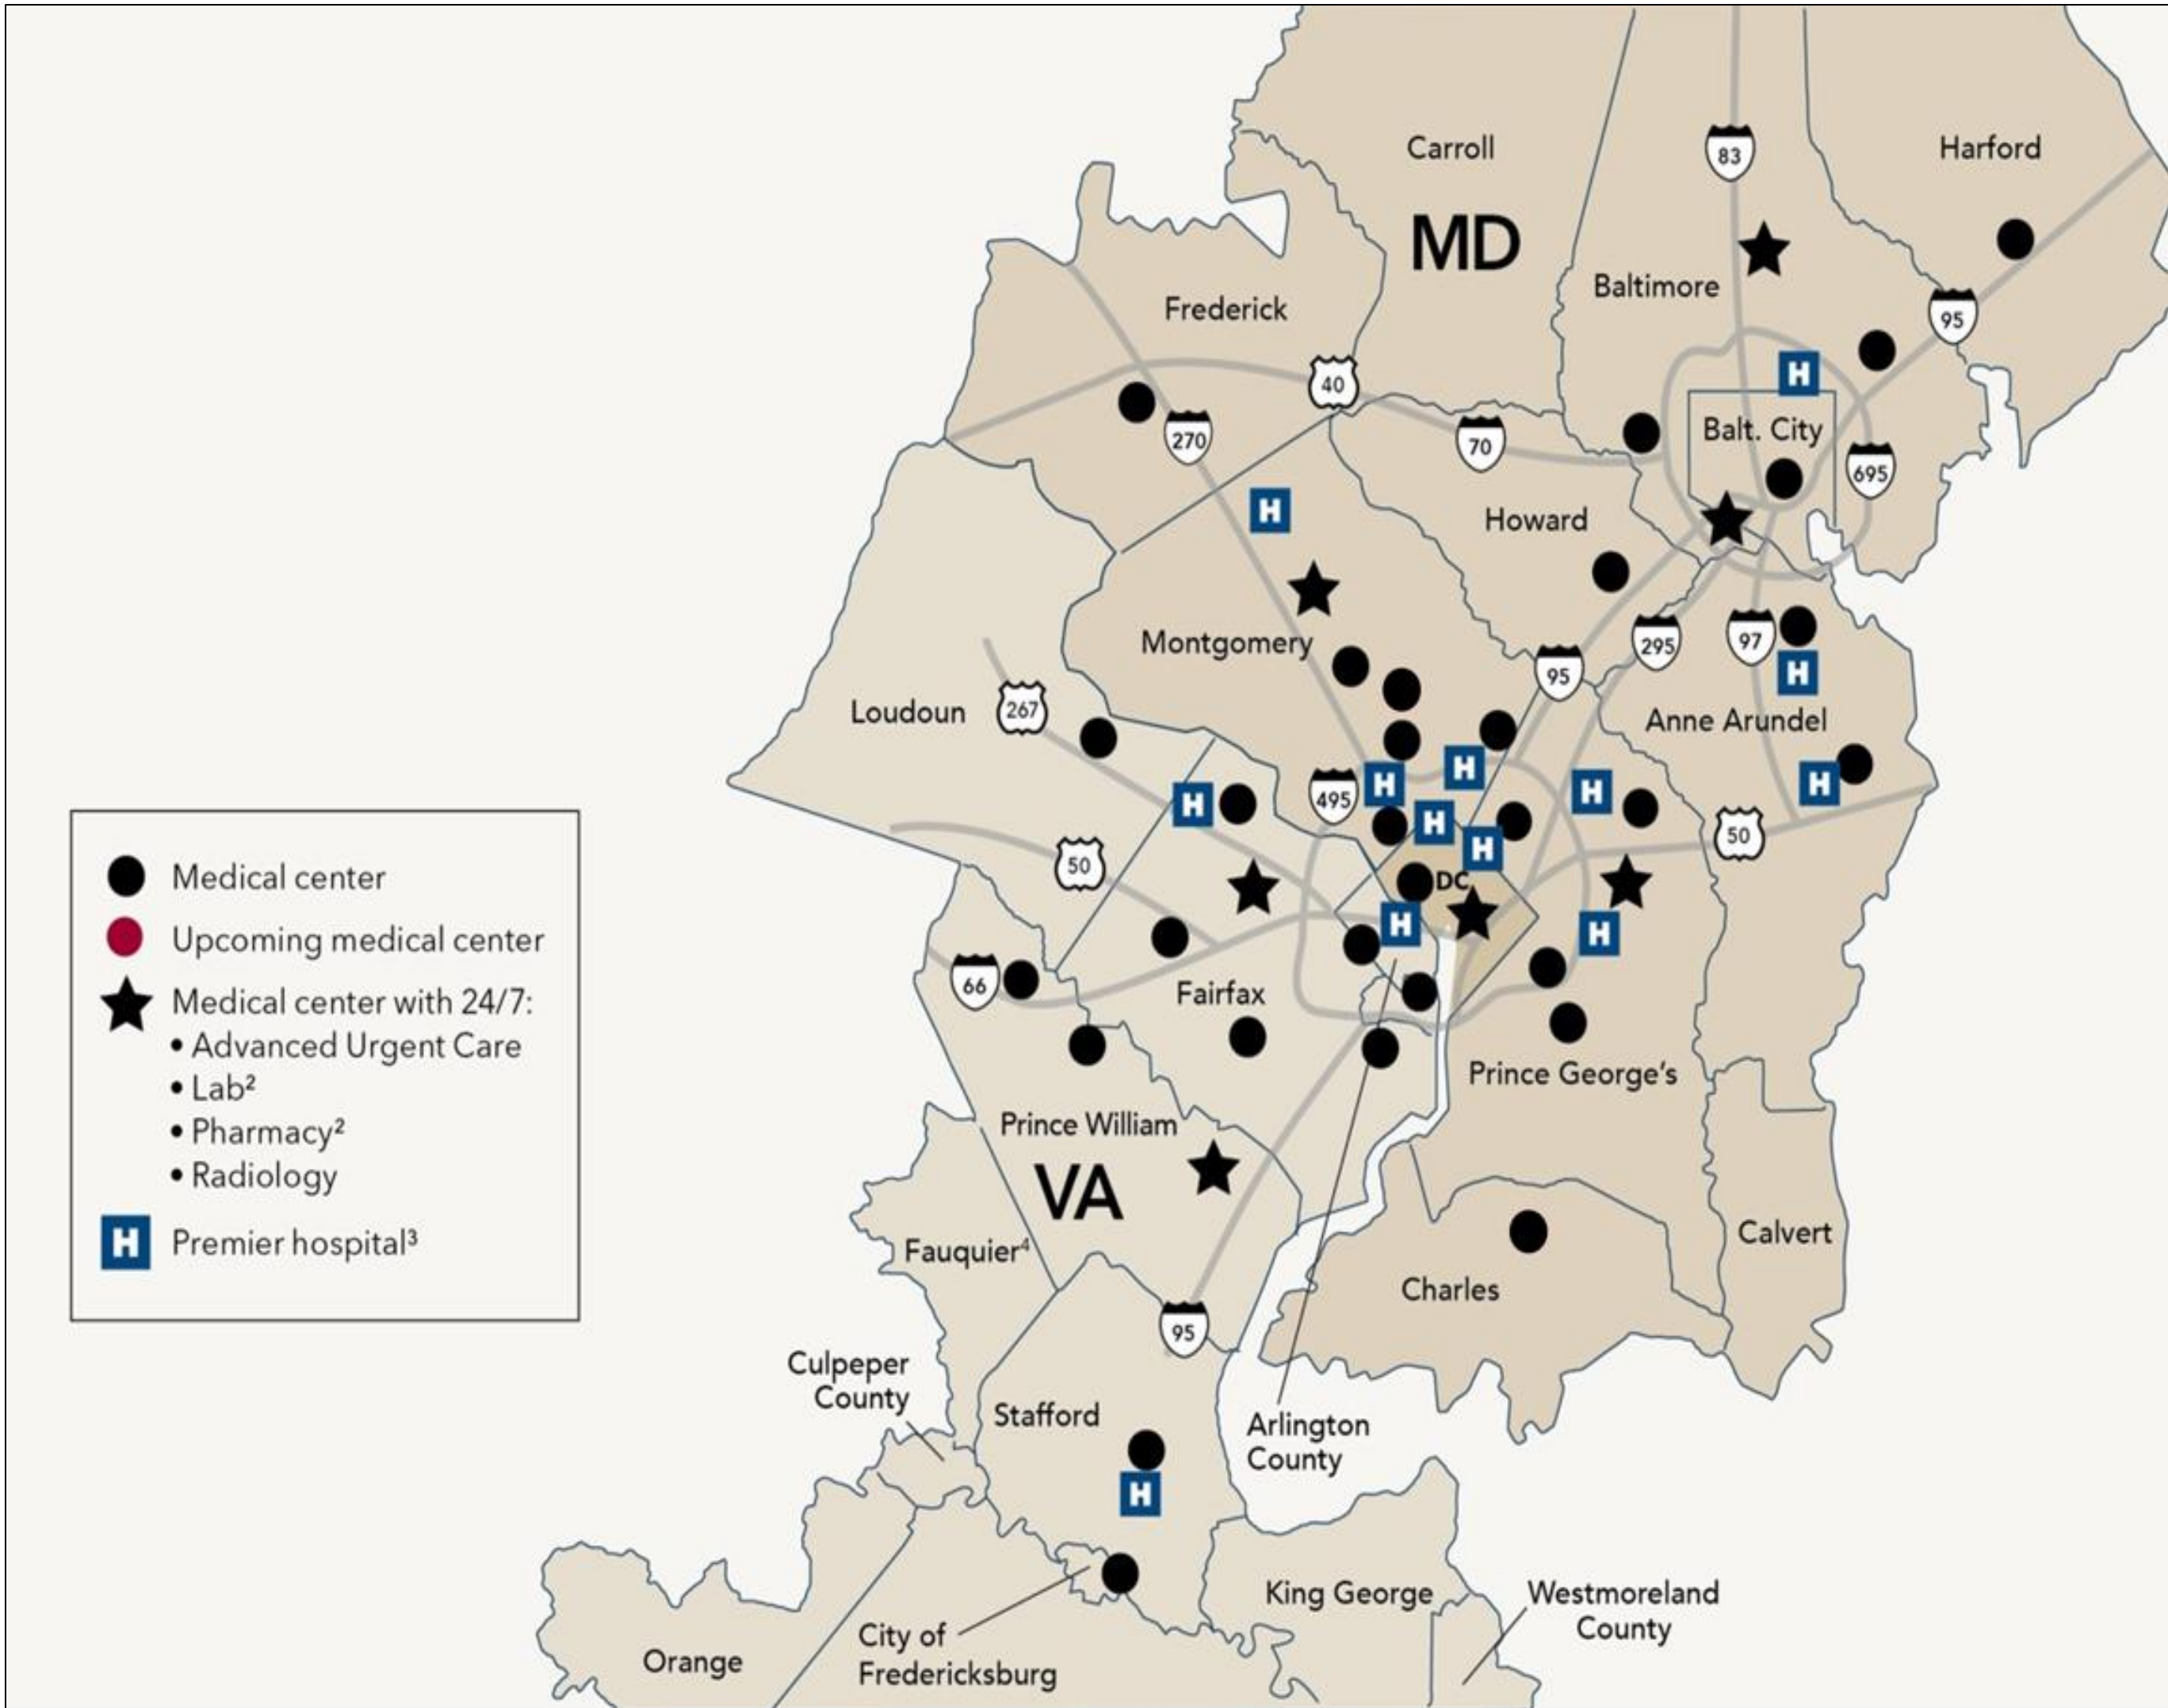 Carroll
83
Harford
MD
Baltimore
Frederick
95
40
270
70
Balt. City
695
H
H
Howard
Montgomery
95
295
97
H
Loudoun
267
Anne Arundel
H
H
H
H
H
495
H
H
50
50
DC
H
H
66
Fairfax
Prince George's
Prince William
VA
Fauquier⁴
Charles
Calvert
95
Culpeper
County
Stafford
Arlington
County
H
King George
Westmoreland
County
City of
Fredericksburg
Orange
Medical center
Upcoming medical center
Medical center with 24/7:
• Advanced Urgent Care
• Lab²
• Pharmacy²
• Radiology
H Premier hospital³